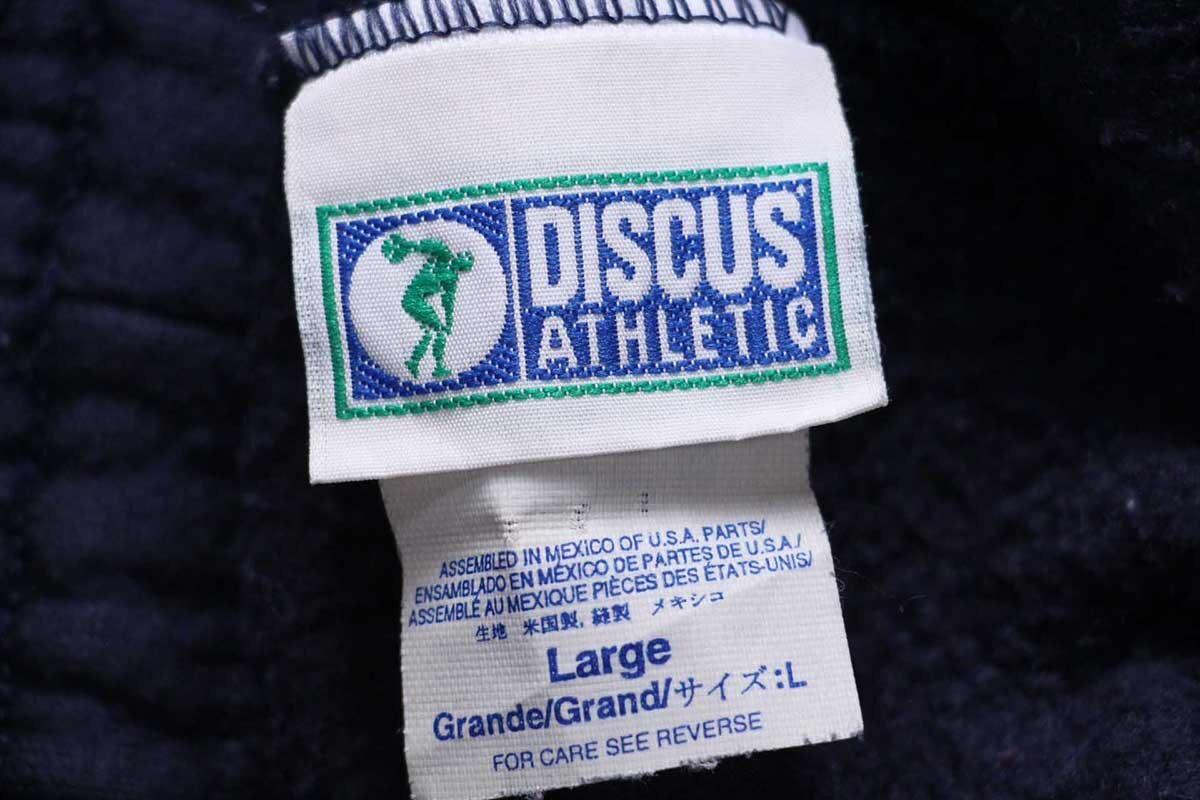 DISCUS
ATHLETIC
ASSEMBLED IN MEXICO OF U.S.A. PARTS/
ENSAMBLADO EN MÉXICO DE PARTES DE U.S.A./
ASSEMBLÉ AU MEXIQUE PIÈCES DES ÉTATS-UNIS/
生地 米国製, 縫製 メキシコ
Large
Grande/Grand/サイズ:L
FOR CARE SEE REVERSE